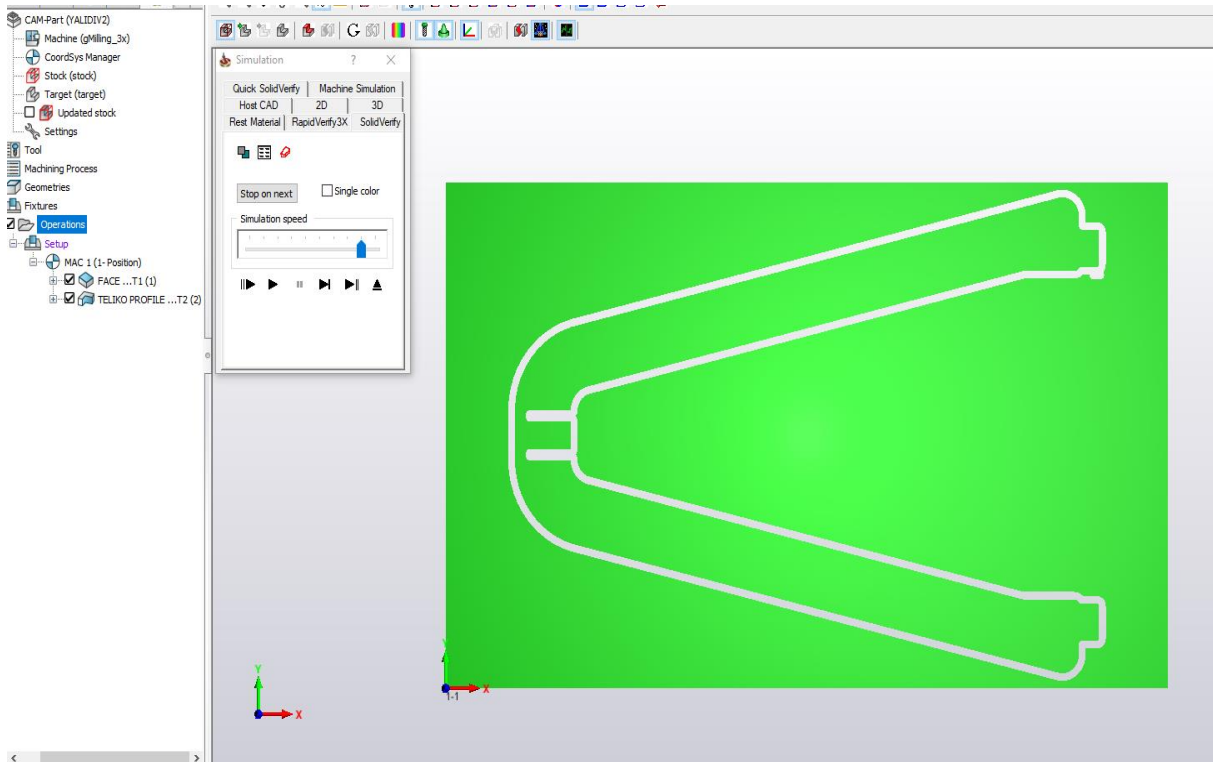 CAM-Part (YALIDIV2)
Machine (gMilling_3x)
CoordSys Manager
Stock (stock)
Target (target)
Updated stock
Settings
Tool
Machining Process
Geometries
Fixtures
Operations
Setup
MAC 1 (1- Position)
FACE ...T1 (1)
TELIKO PROFILE ...T2 (2)
Simulation ? X
Quick SolidVerify Machine Simulation
Host CAD 2D 3D
Rest Material RapidVerify3X SolidVerify
Stop on next Single color
Simulation speed
Y
X
Y
X
1-1